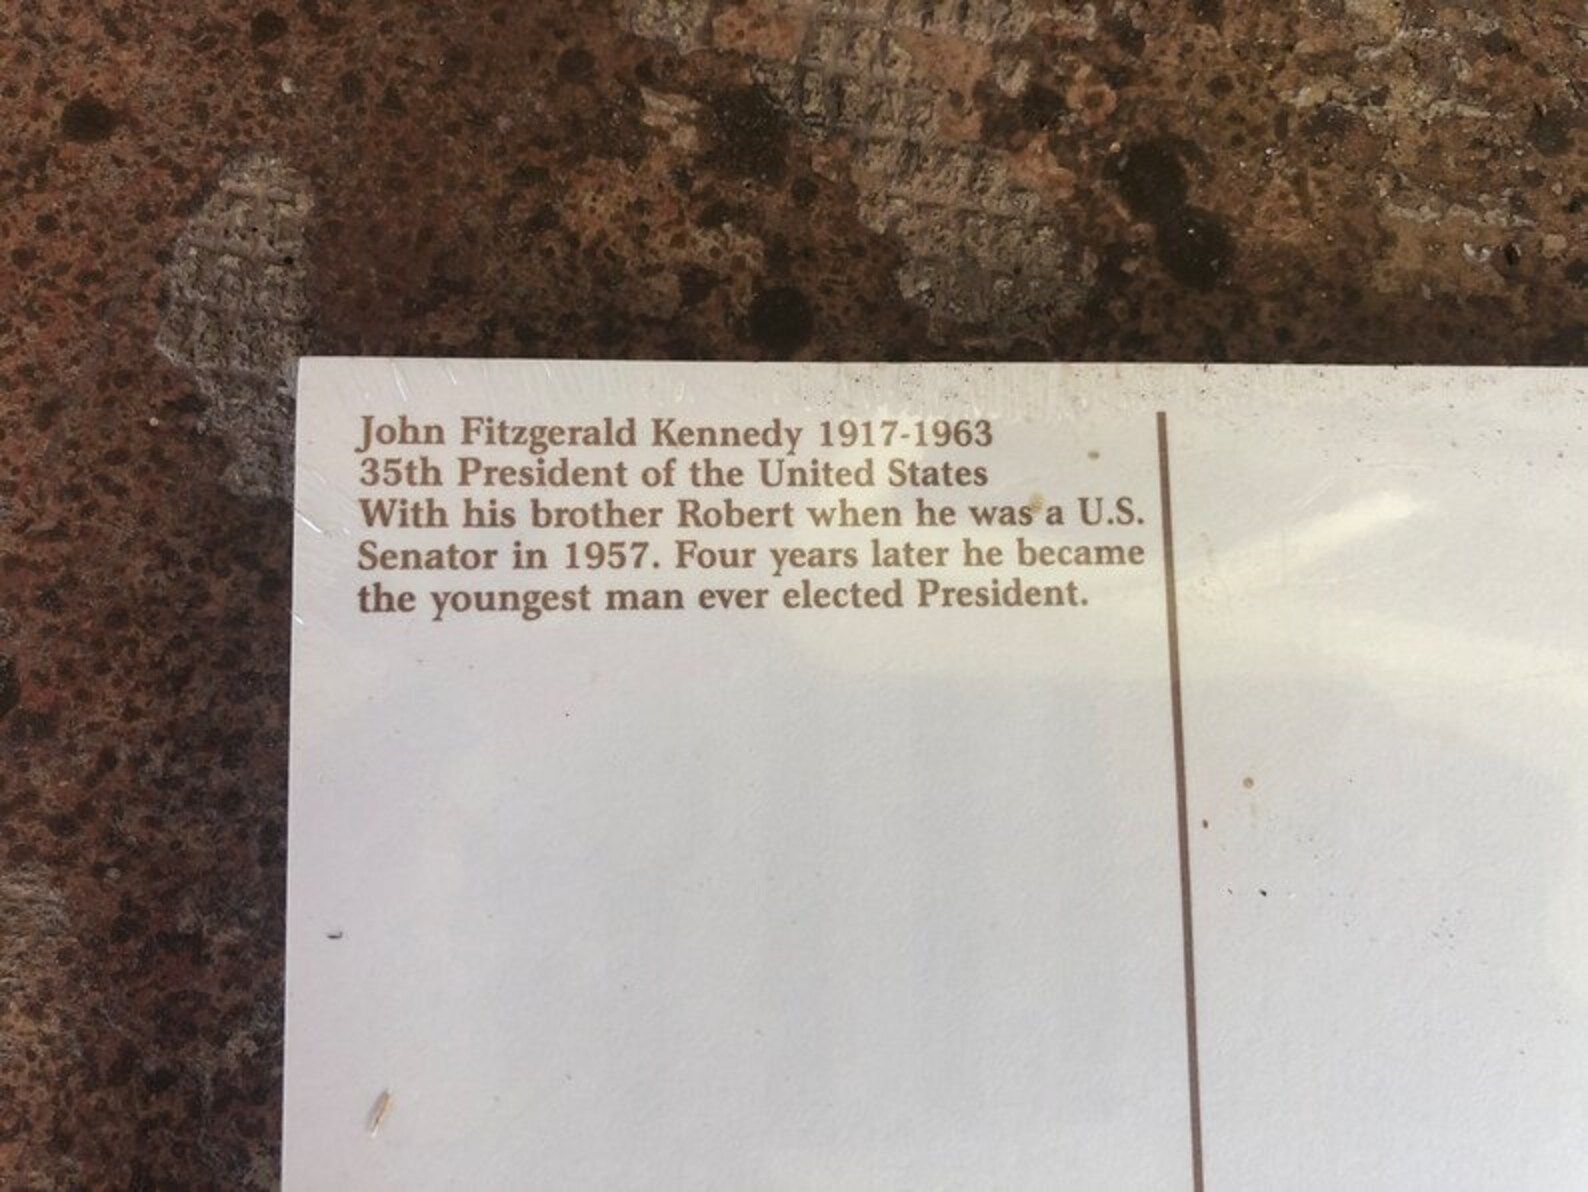 John Fitzgerald Kennedy 1917-1963
35th President of the United States
With his brother Robert when he was a U.S.
Senator in 1957. Four years later he became
the youngest man ever elected President.